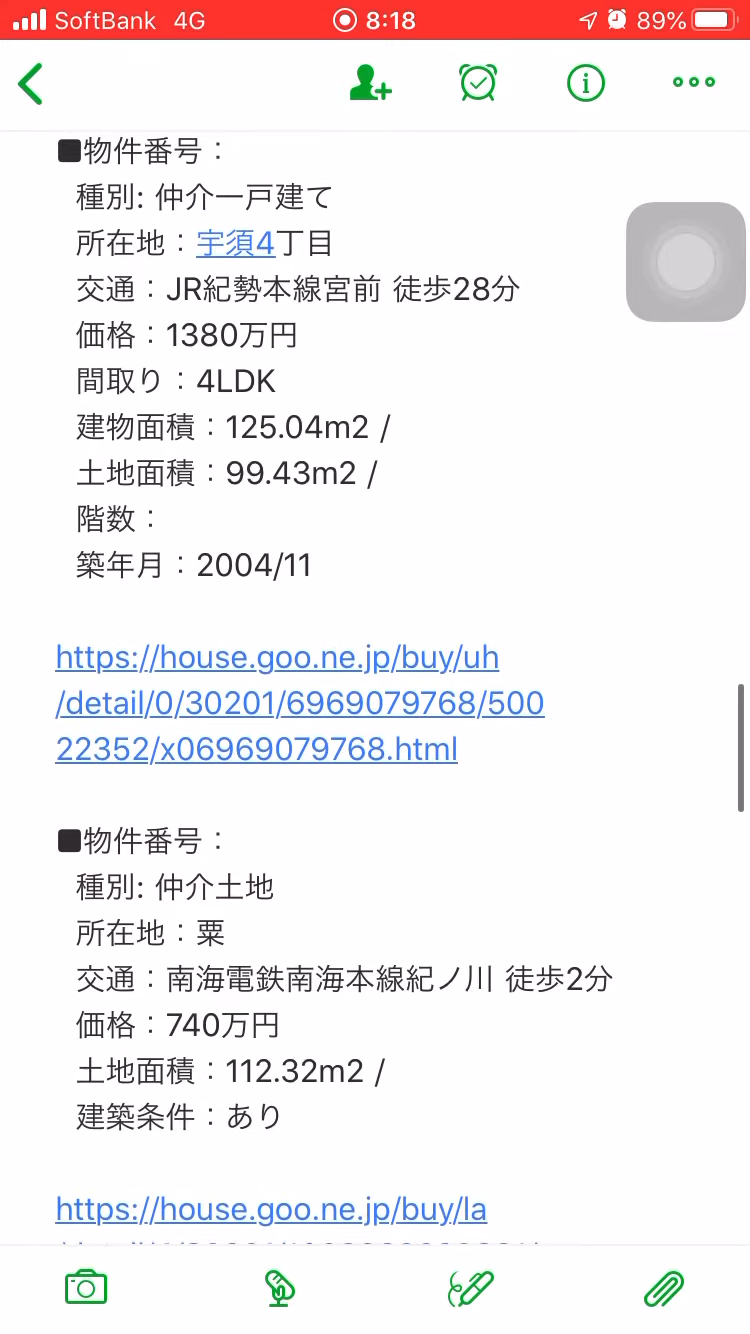 SoftBank 4G 8:18 89%
■物件番号：
種別: 仲介一戸建て
所在地：宇須4丁目
交通：JR紀勢本線宮前 徒歩28分
価格：1380万円
間取り：4LDK
建物面積：125.04m2 /
土地面積：99.43m2 /
階数：
築年月：2004/11
https://house.goo.ne.jp/buy/uh
/detail/0/30201/6969079768/500
22352/x06969079768.html
■物件番号：
種別: 仲介土地
所在地：粟
交通：南海電鉄南海本線紀ノ川 徒歩2分
価格：740万円
土地面積：112.32m2 /
建築条件：あり
https://house.goo.ne.jp/buy/la